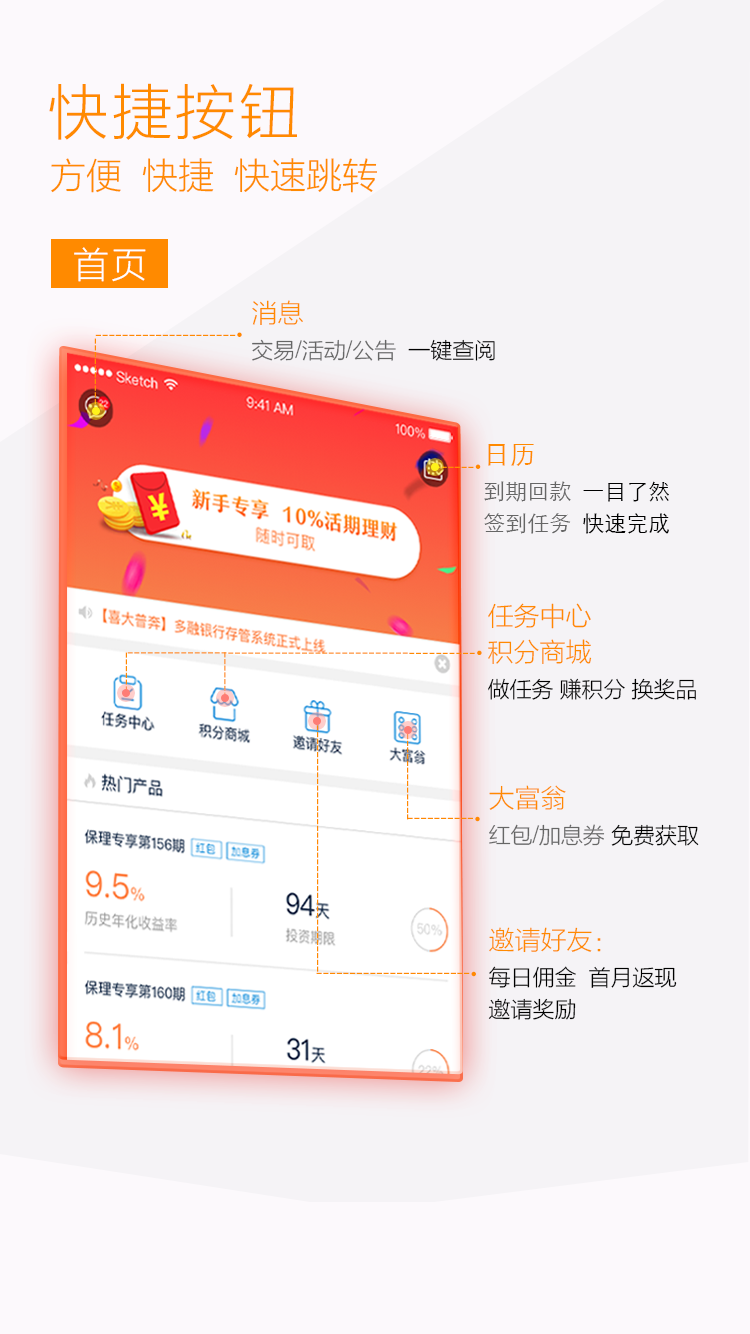 快捷按钮
方便 快捷 快速跳转
首页
消息
交易/活动/公告 一键查阅
Sketch
9:41 AM
100%
22
日历
到期回款 一目了然
签到任务 快速完成
新手专享 10%活期理财
随时可取
【喜大普奔】多融银行存管系统正式上线
任务中心
积分商城
做任务 赚积分 换奖品
任务中心
积分商城
邀请好友
大富翁
热门产品
大富翁
红包/加息券 免费获取
保理专享第156期 红包 加息券
9.5%
历史年化收益率
94天
投资期限
50%
邀请好友:
每日佣金 首月返现
邀请奖励
保理专享第160期 红包 加息券
8.1%
31天
22%